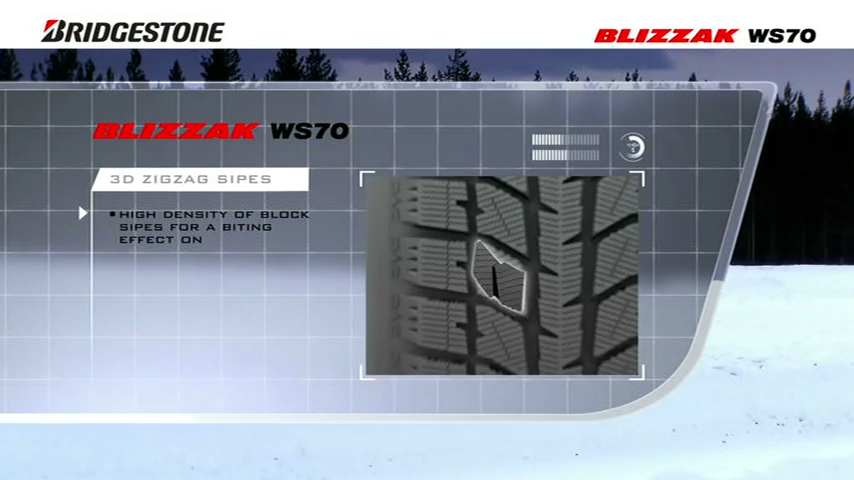 BRIDGESTONE
BLIZZAK WS70
BLIZZAK WS70
3D ZIGZAG SIPES
▪ HIGH DENSITY OF BLOCK
SIPES FOR A BITING
EFFECT ON